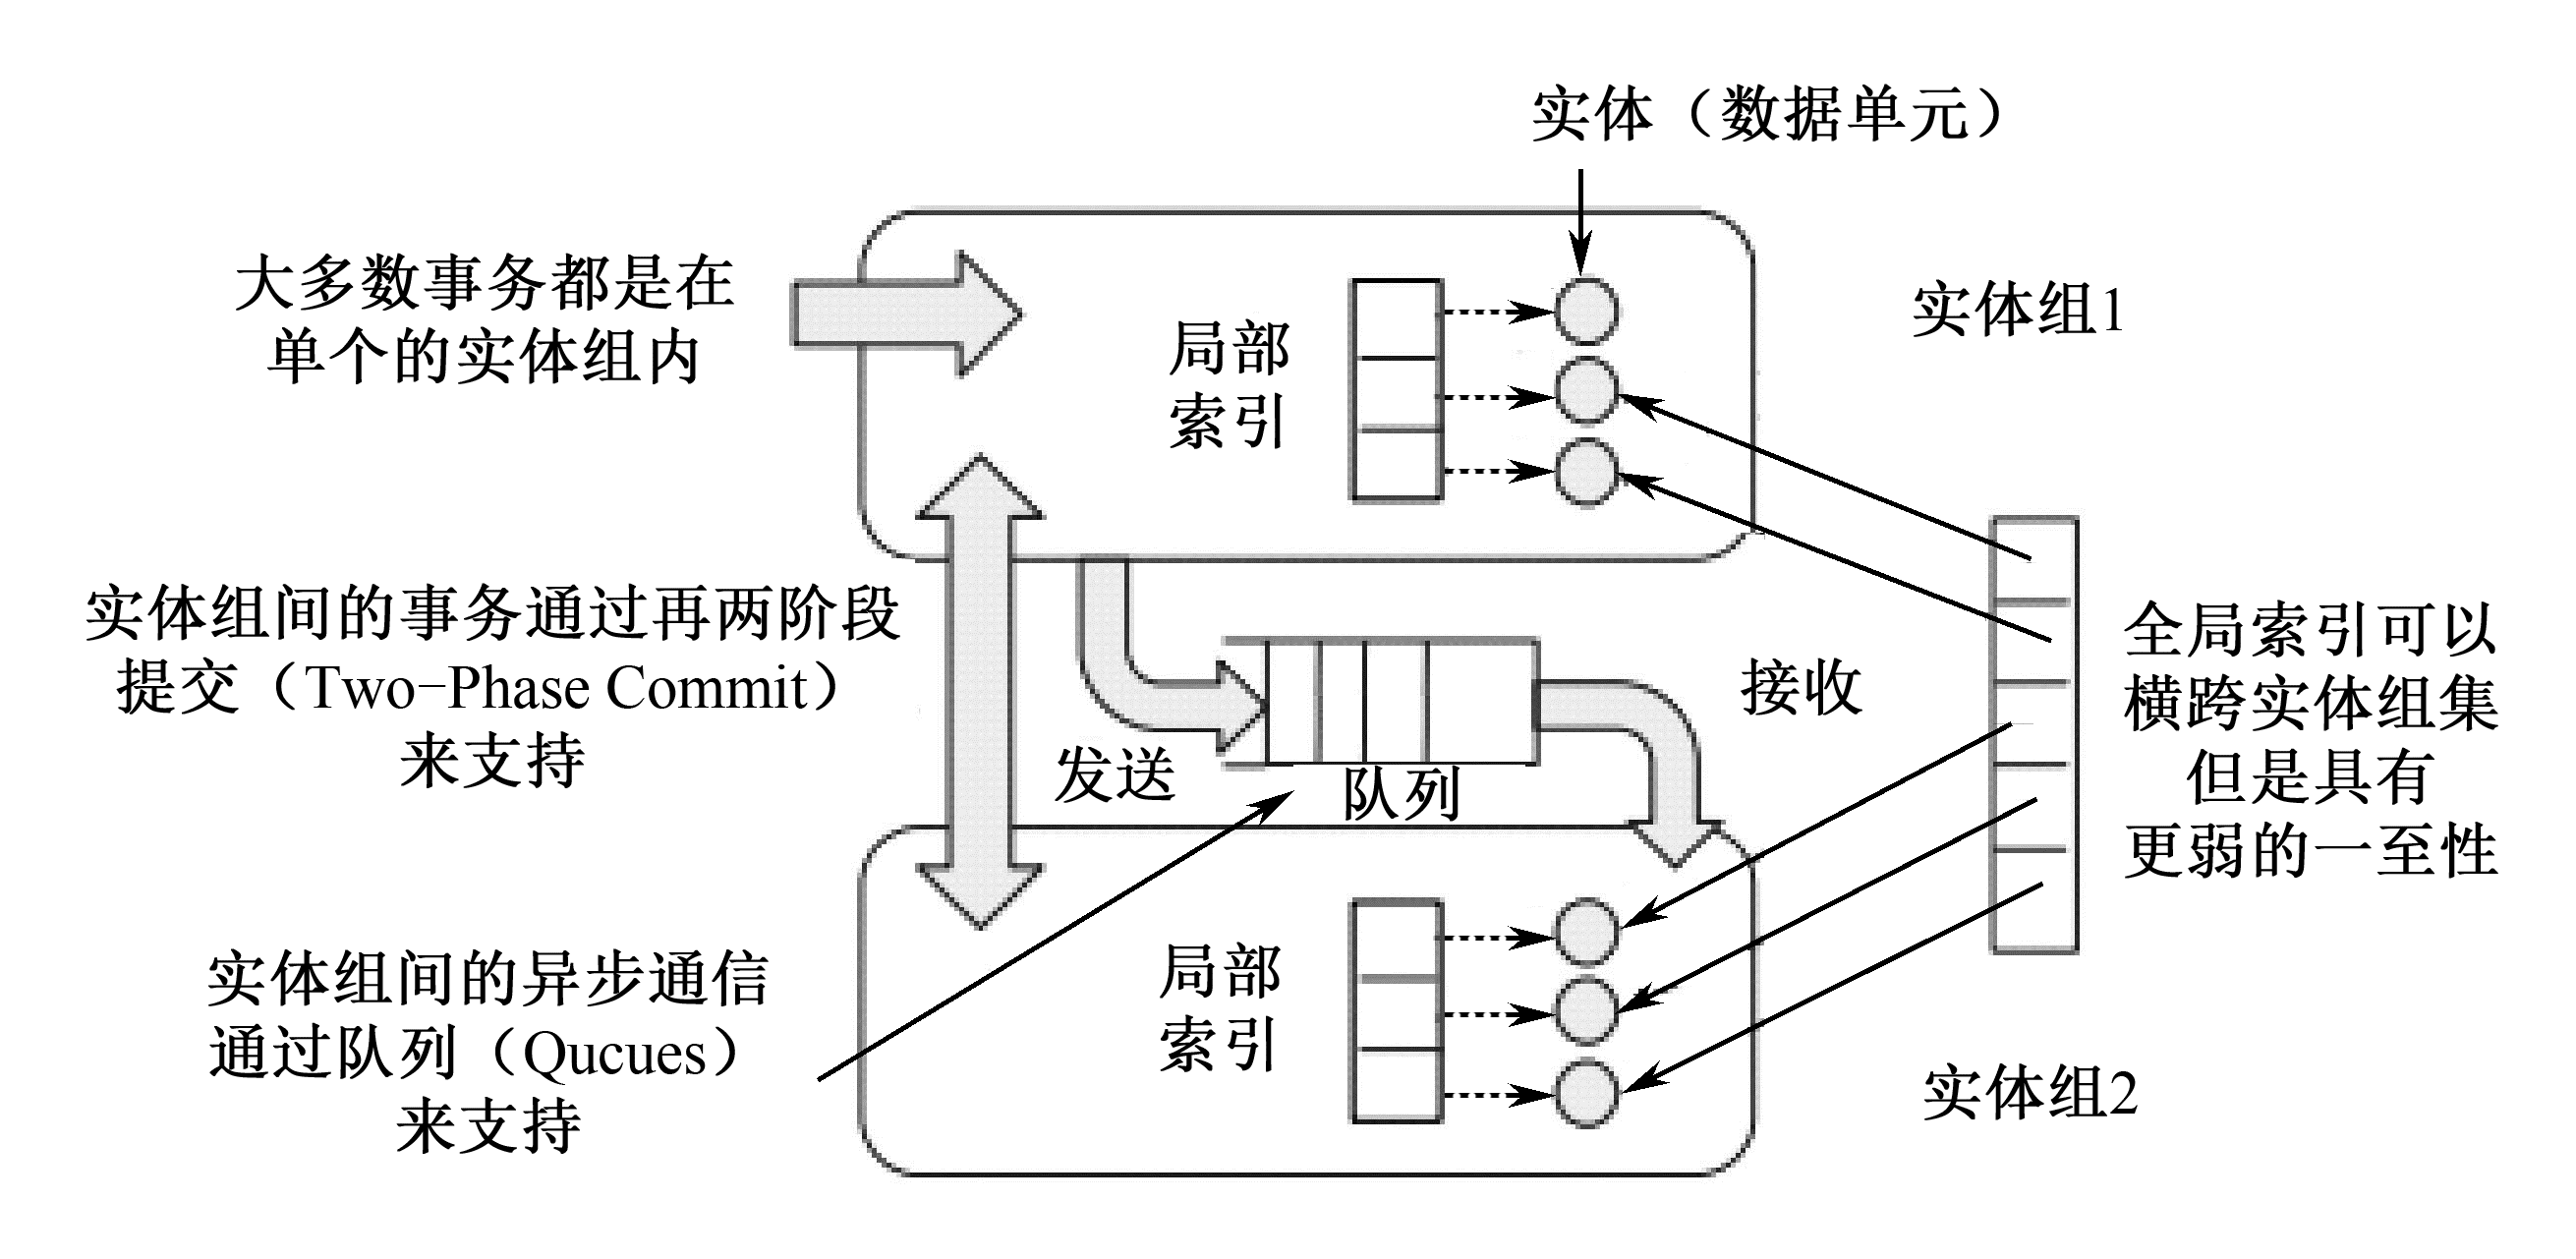 实体（数据单元）
大多数事务都是在
单个的实体组内
局部
索引
实体组1
实体组间的事务通过再两阶段
提交（Two-Phase Commit）
来支持
发送
队列
接收
全局索引可以
横跨实体组集
但是具有
更弱的一至性
实体组间的异步通信
通过队列（Qucues）
来支持
局部
索引
实体组2